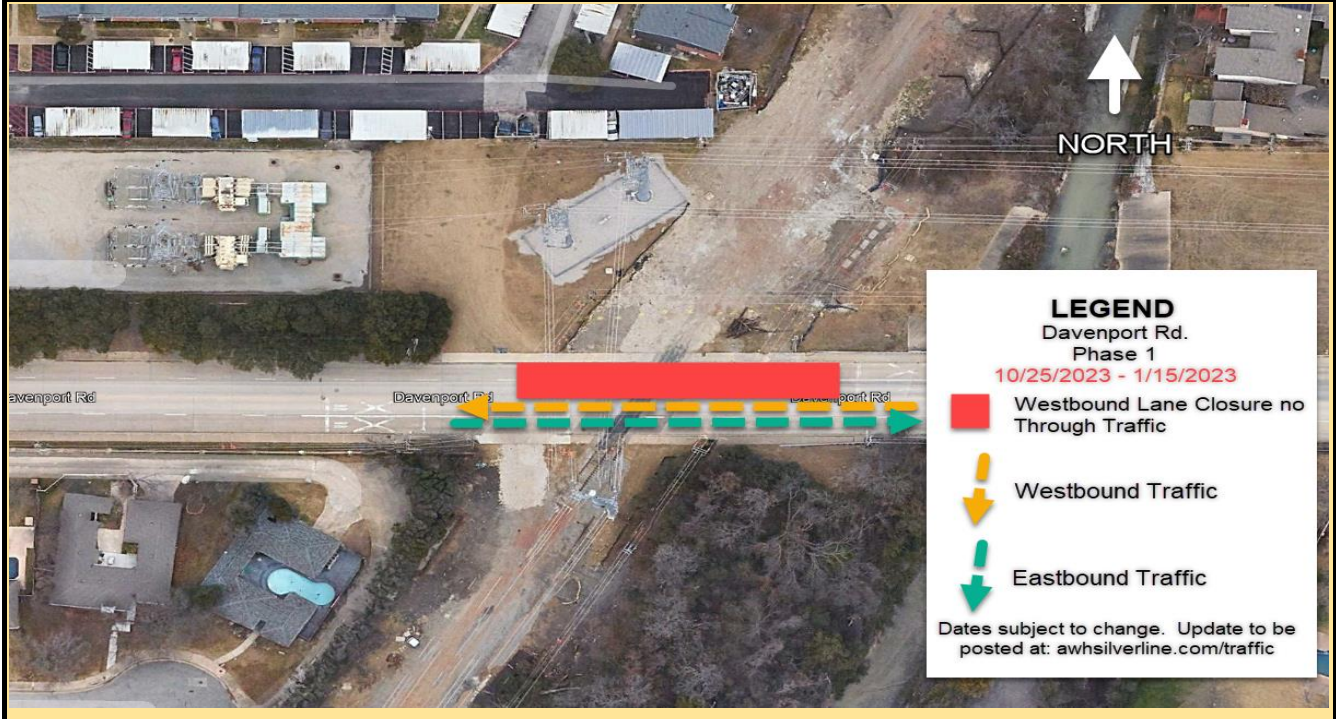 NORTH
LEGEND
Davenport Rd.
Phase 1
10/25/2023 - 1/15/2023
Westbound Lane Closure no
Through Traffic
Westbound Traffic
Eastbound Traffic
Dates subject to change. Update to be
posted at: awhsilverline.com/traffic
avenport Rd
Davenport Rd
Davenport Rd